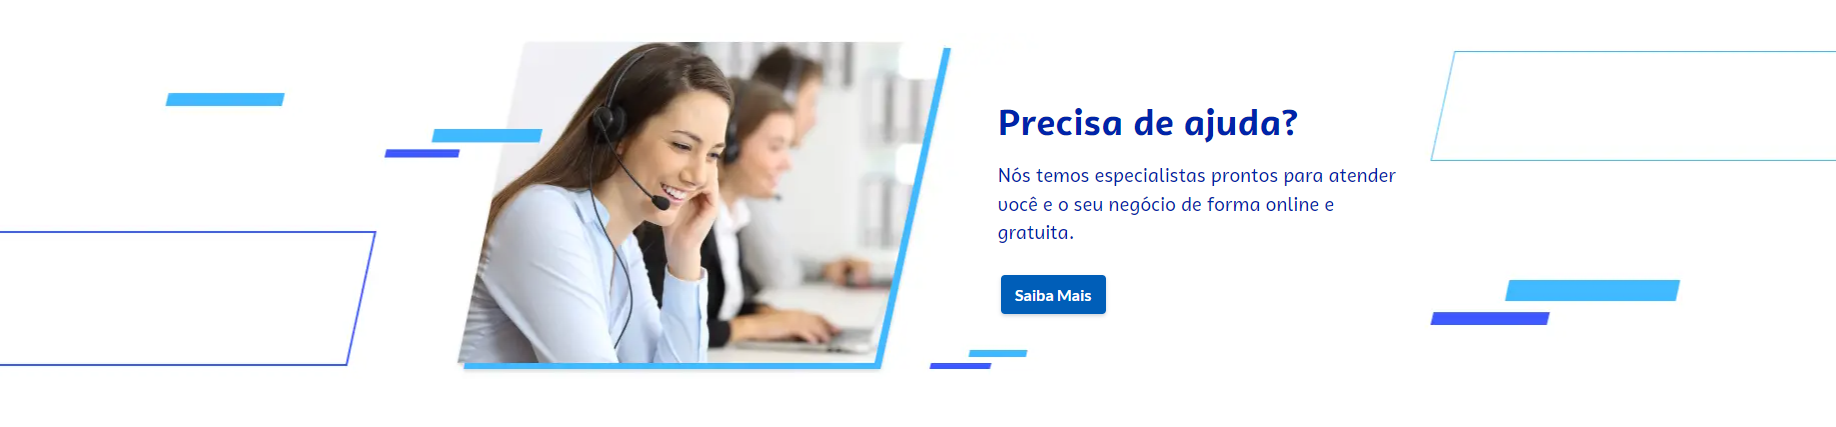 Precisa de ajuda?
Nós temos especialistas prontos para atender
você e o seu negócio de forma online e
gratuita.
Saiba Mais